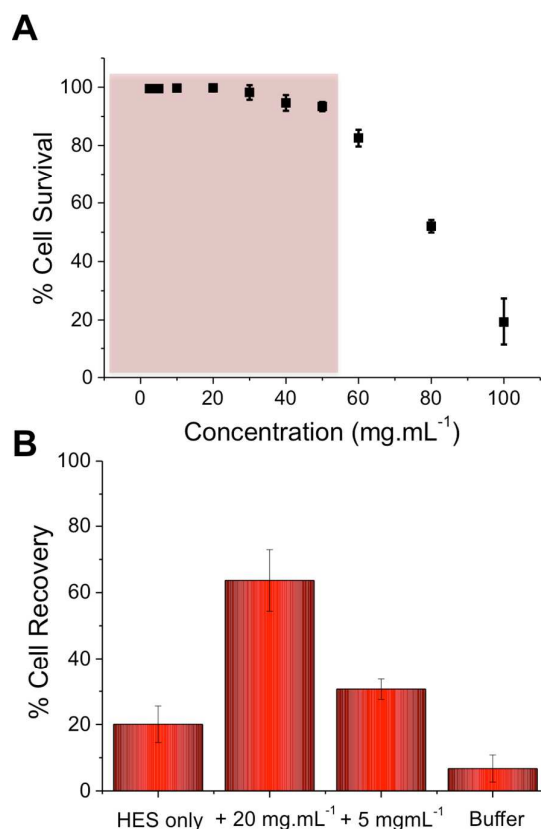 A
100
80
60
40
20
0
% Cell Survival
0 20 40 60 80 100
Concentration (mg.mL⁻¹)
B
100
80
60
40
20
0
% Cell Recovery
HES only + 20 mg.mL⁻¹ + 5 mgmL⁻¹ Buffer